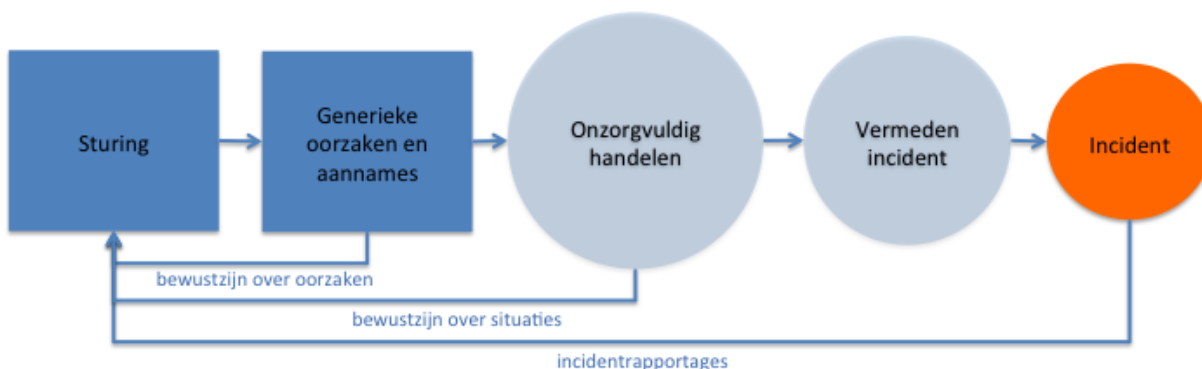 Sturing
Generieke
oorzaken en
aannames
Onzorgvuldig
handelen
Vermeden
incident
Incident
bewustzijn over oorzaken
bewustzijn over situaties
incidentrapportages